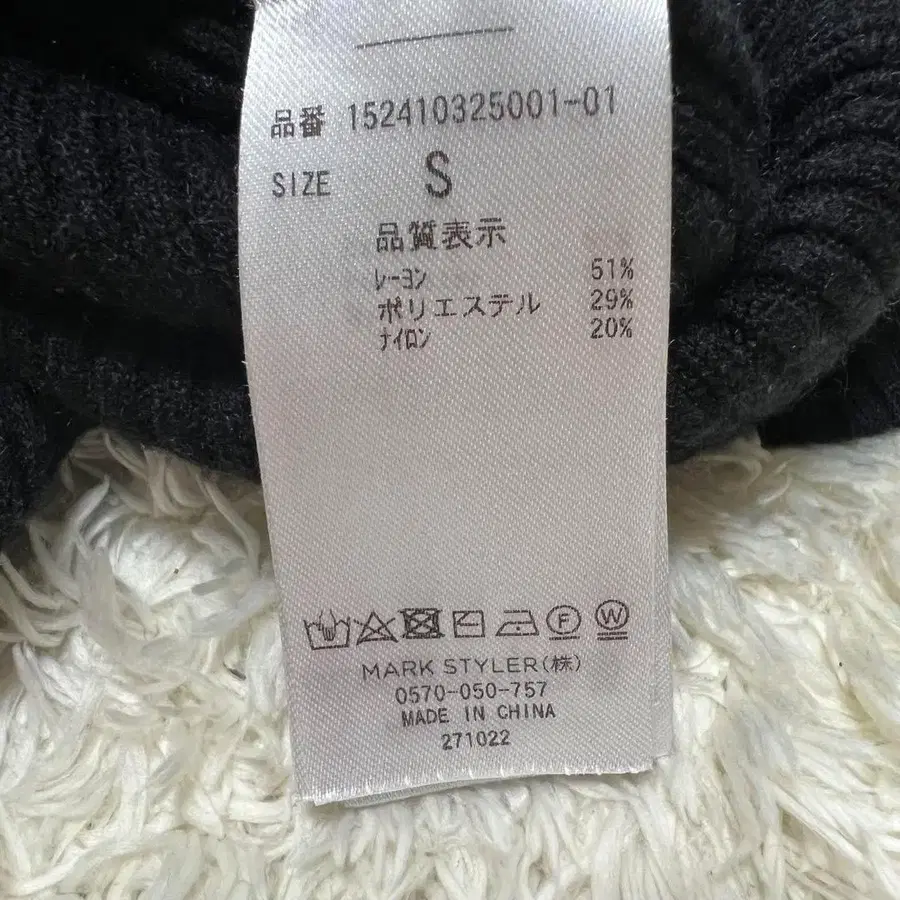 品番 152410325001-01
SIZE S
品質表示
レーヨン 51%
ポリエステル 29%
ナイロン 20%
F W
MARK STYLER(株)
0570-050-757
MADE IN CHINA
271022